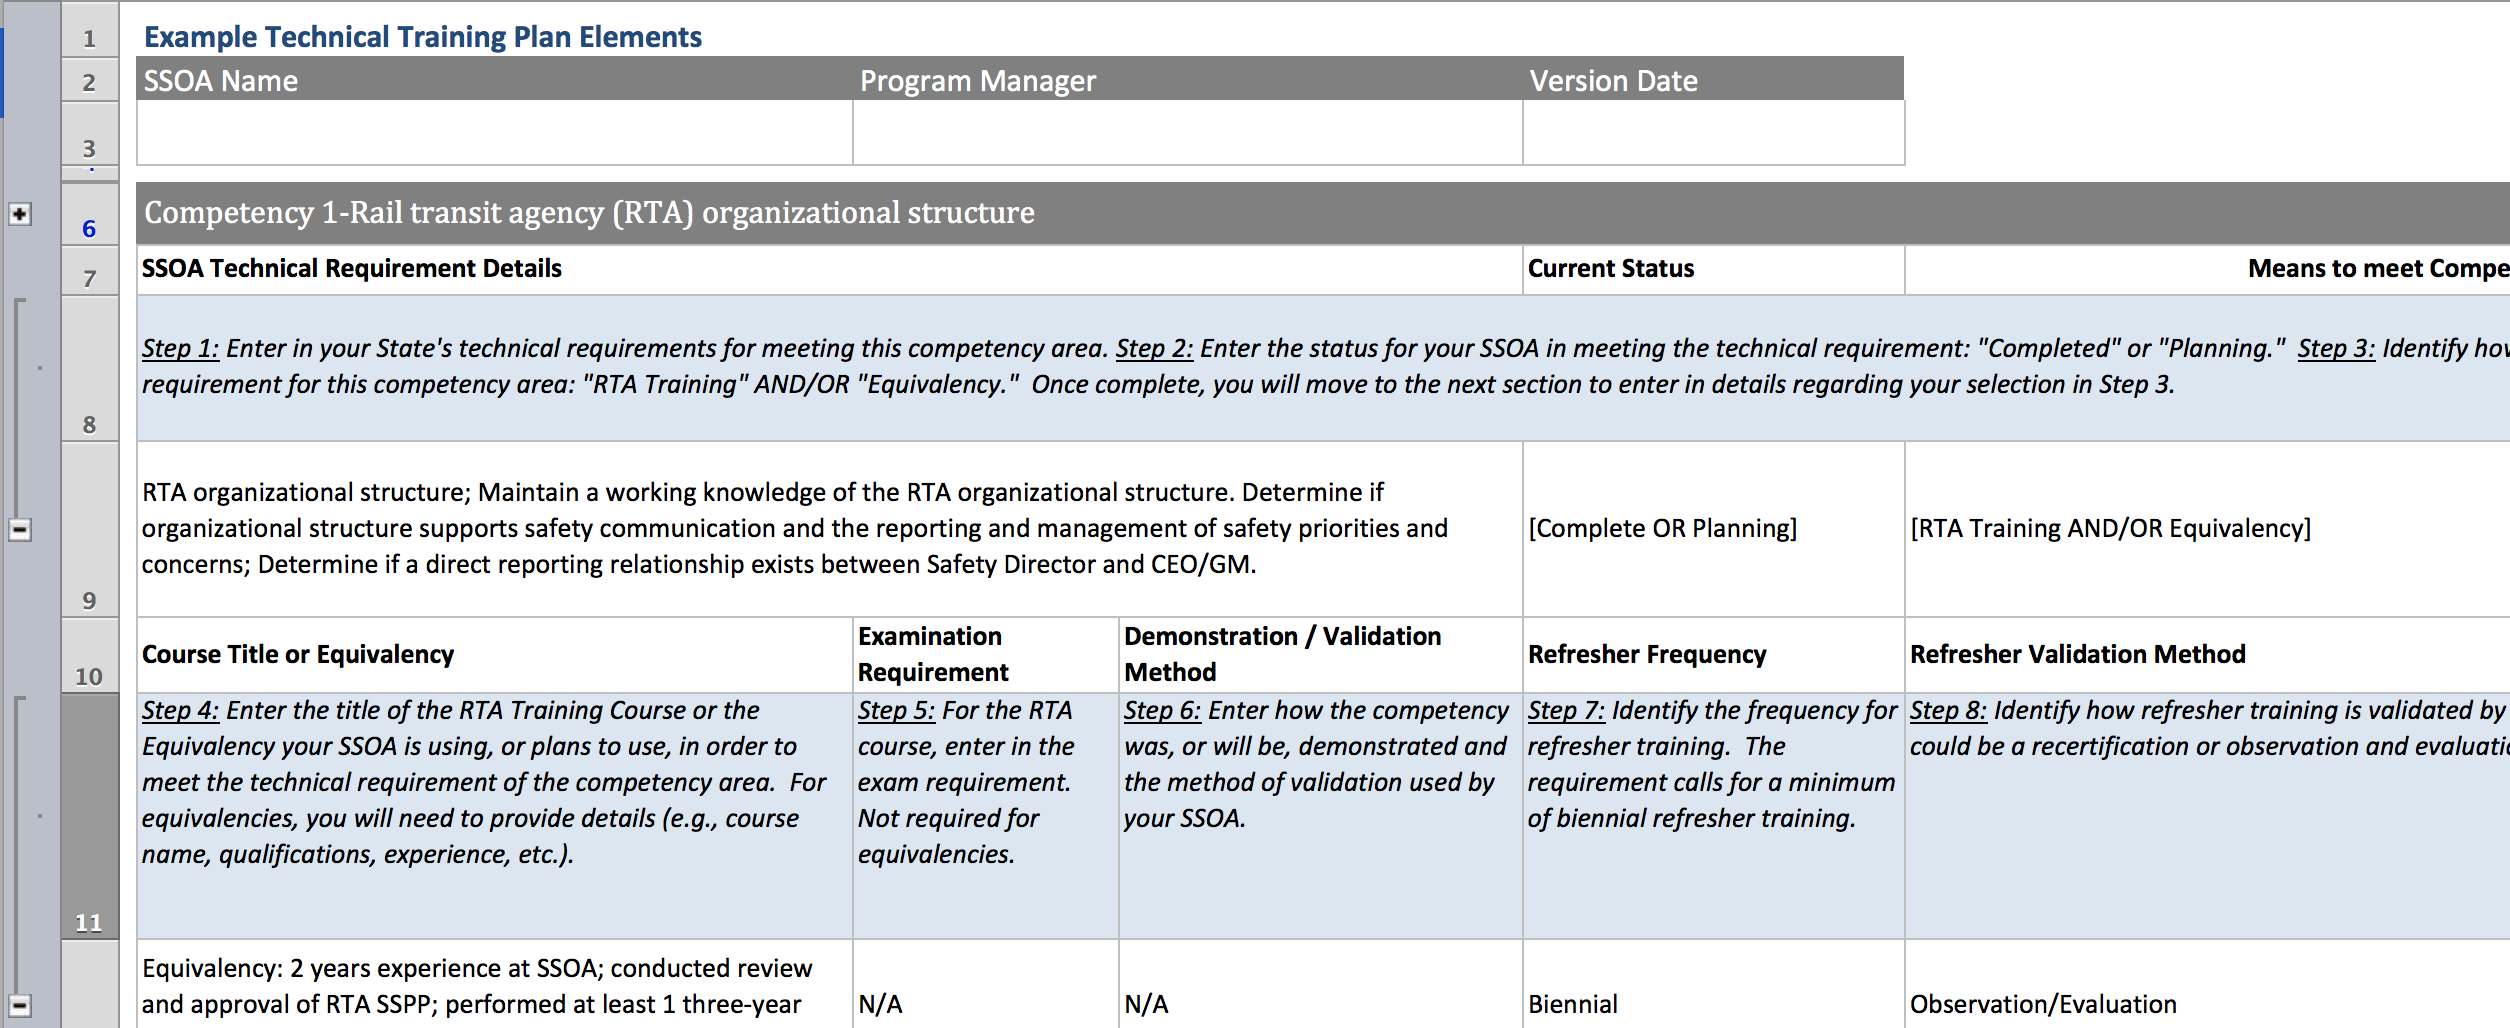 1 Example Technical Training Plan Elements
2 SSOA Name Program Manager Version Date
3
6 Competency 1-Rail transit agency (RTA) organizational structure
7 SSOA Technical Requirement Details Current Status Means to meet Compe
Step 1: Enter in your State's technical requirements for meeting this competency area. Step 2: Enter the status for your SSOA in meeting the technical requirement: "Completed" or "Planning." Step 3: Identify how
requirement for this competency area: "RTA Training" AND/OR "Equivalency." Once complete, you will move to the next section to enter in details regarding your selection in Step 3.
8
RTA organizational structure; Maintain a working knowledge of the RTA organizational structure. Determine if
organizational structure supports safety communication and the reporting and management of safety priorities and
concerns; Determine if a direct reporting relationship exists between Safety Director and CEO/GM.
[Complete OR Planning]
[RTA Training AND/OR Equivalency]
9
10
Course Title or Equivalency
Examination
Requirement
Demonstration / Validation
Method
Refresher Frequency
Refresher Validation Method
Step 4: Enter the title of the RTA Training Course or the
Equivalency your SSOA is using, or plans to use, in order to
meet the technical requirement of the competency area. For
equivalencies, you will need to provide details (e.g., course
name, qualifications, experience, etc.).
Step 5: For the RTA
course, enter in the
exam requirement.
Not required for
equivalencies.
Step 6: Enter how the competency
was, or will be, demonstrated and
the method of validation used by
your SSOA.
Step 7: Identify the frequency for
refresher training. The
requirement calls for a minimum
of biennial refresher training.
Step 8: Identify how refresher training is validated by
could be a recertification or observation and evaluati
11
Equivalency: 2 years experience at SSOA; conducted review
and approval of RTA SSPP; performed at least 1 three-year
N/A
N/A
Biennial
Observation/Evaluation